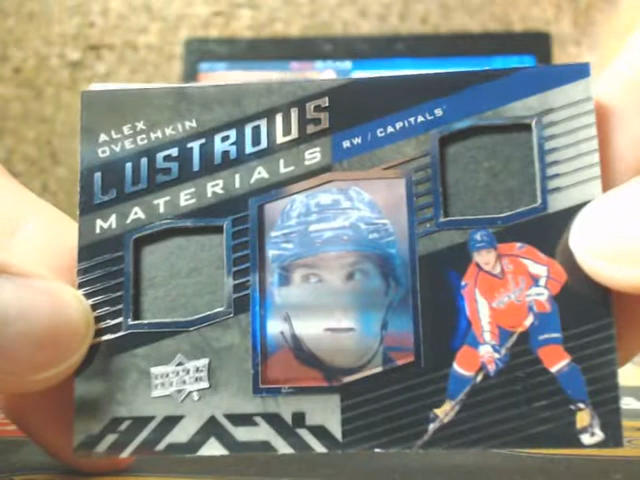 ALEX
OVECHKIN
LUSTROUS
MATERIALS
RW / CAPITALS
UPPER DECK
BLACK